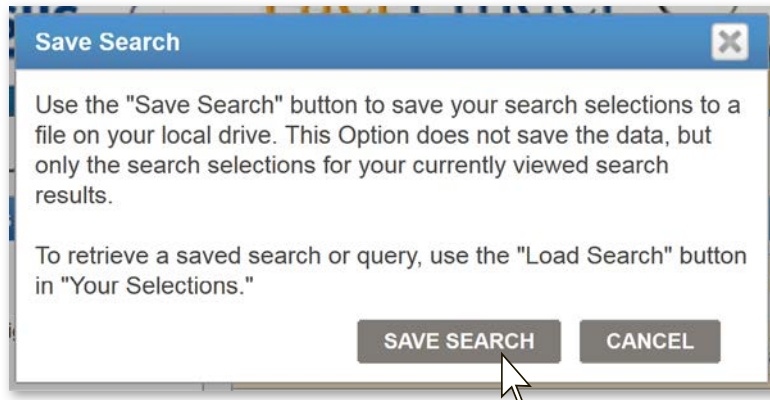 Save Search
Use the "Save Search" button to save your search selections to a
file on your local drive. This Option does not save the data, but
only the search selections for your currently viewed search
results.
To retrieve a saved search or query, use the "Load Search" button
in "Your Selections."
SAVE SEARCH CANCEL